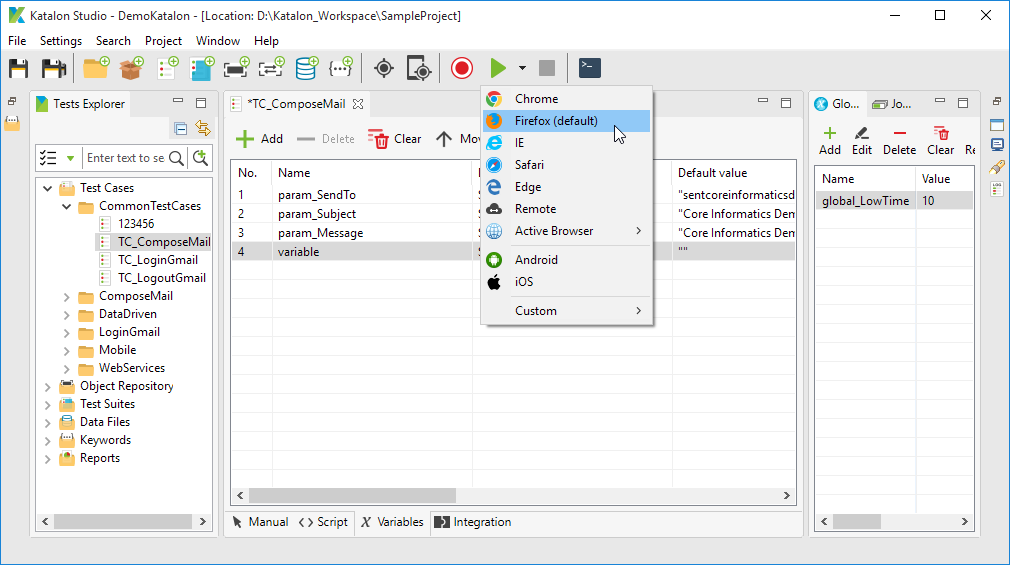 Katalon Studio - DemoKatalon - [Location: D:\Katalon_Workspace\SampleProject]
File Settings Search Project Window Help
Tests Explorer
Enter text to se
Test Cases
CommonTestCases
123456
TC_ComposeMail
TC_LoginGmail
TC_LogoutGmail
ComposeMail
DataDriven
LoginGmail
Mobile
WebServices
Object Repository
Test Suites
Data Files
Keywords
Reports
*TC_ComposeMail
Add Delete Clear Mo
No. Name Default value
1 param_SendTo "sentcoreinformaticsd
2 param_Subject "Core Informatics Dem
3 param_Message "Core Informatics Dem
4 variable ""
Chrome
Firefox (default)
IE
Safari
Edge
Remote
Active Browser
Android
iOS
Custom
Manual Script Variables Integration
Glo... Jo...
Add Edit Delete Clear Re
Name Value
global_LowTime 10
LOG